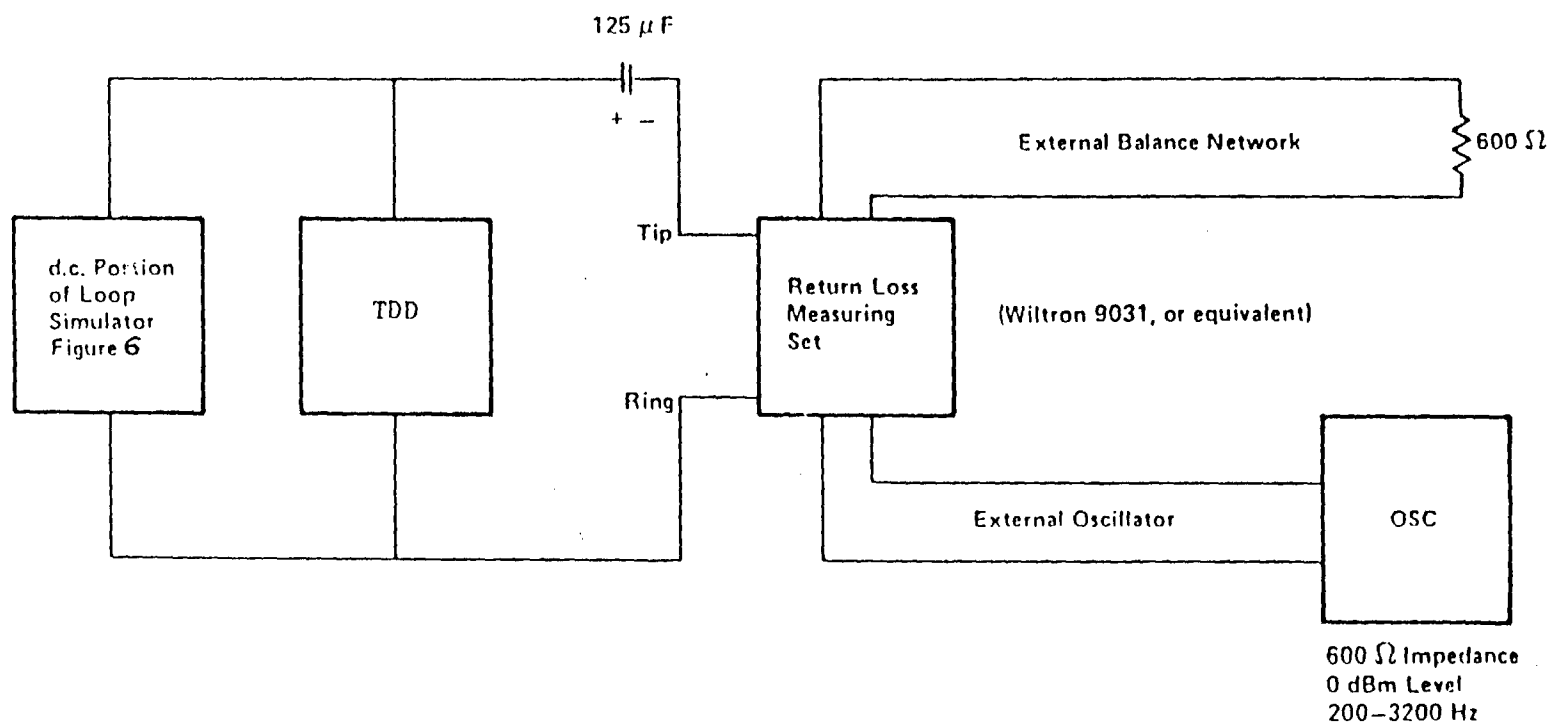 125 μF
+ −
External Balance Network
600 Ω
Tip
d.c. Portion
of Loop
Simulator
Figure 6
TDD
Return Loss
Measuring
Set
(Wiltron 9031, or equivalent)
Ring
External Oscillator
OSC
600 Ω Impedance
0 dBm Level
200–3200 Hz